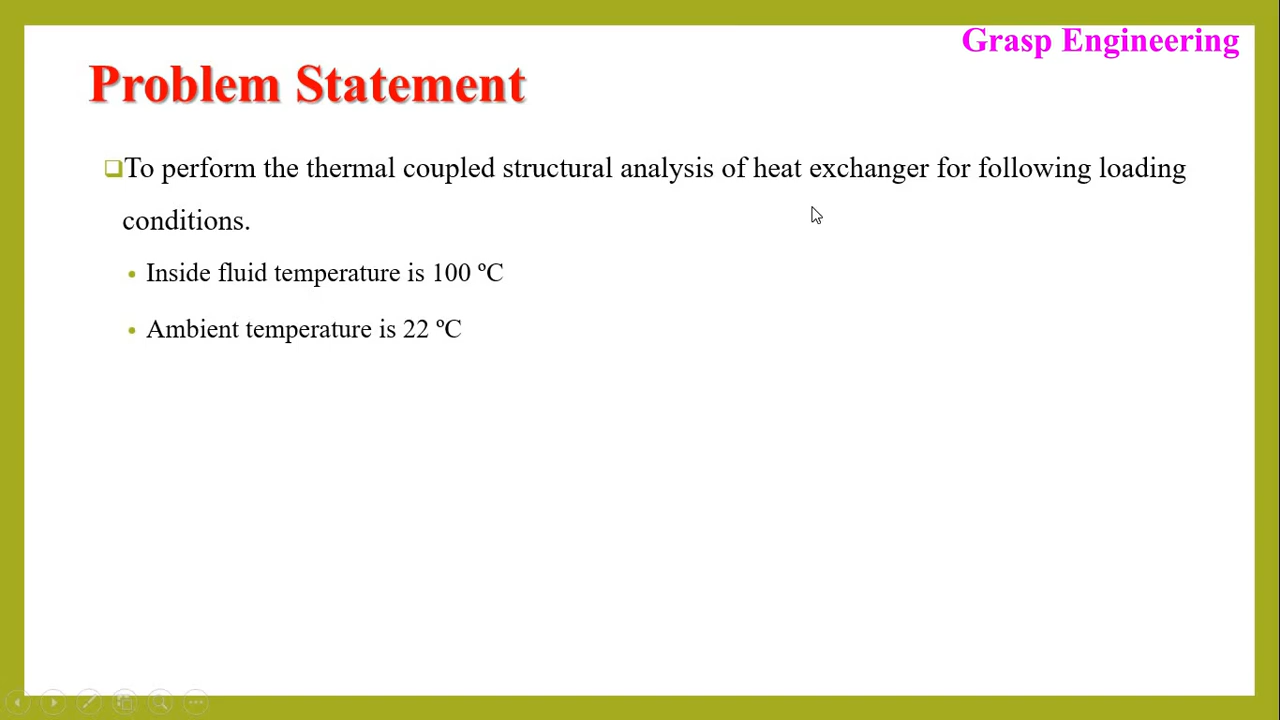 Grasp Engineering
Problem Statement
To perform the thermal coupled structural analysis of heat exchanger for following loading
conditions.
Inside fluid temperature is 100 ºC
Ambient temperature is 22 ºC